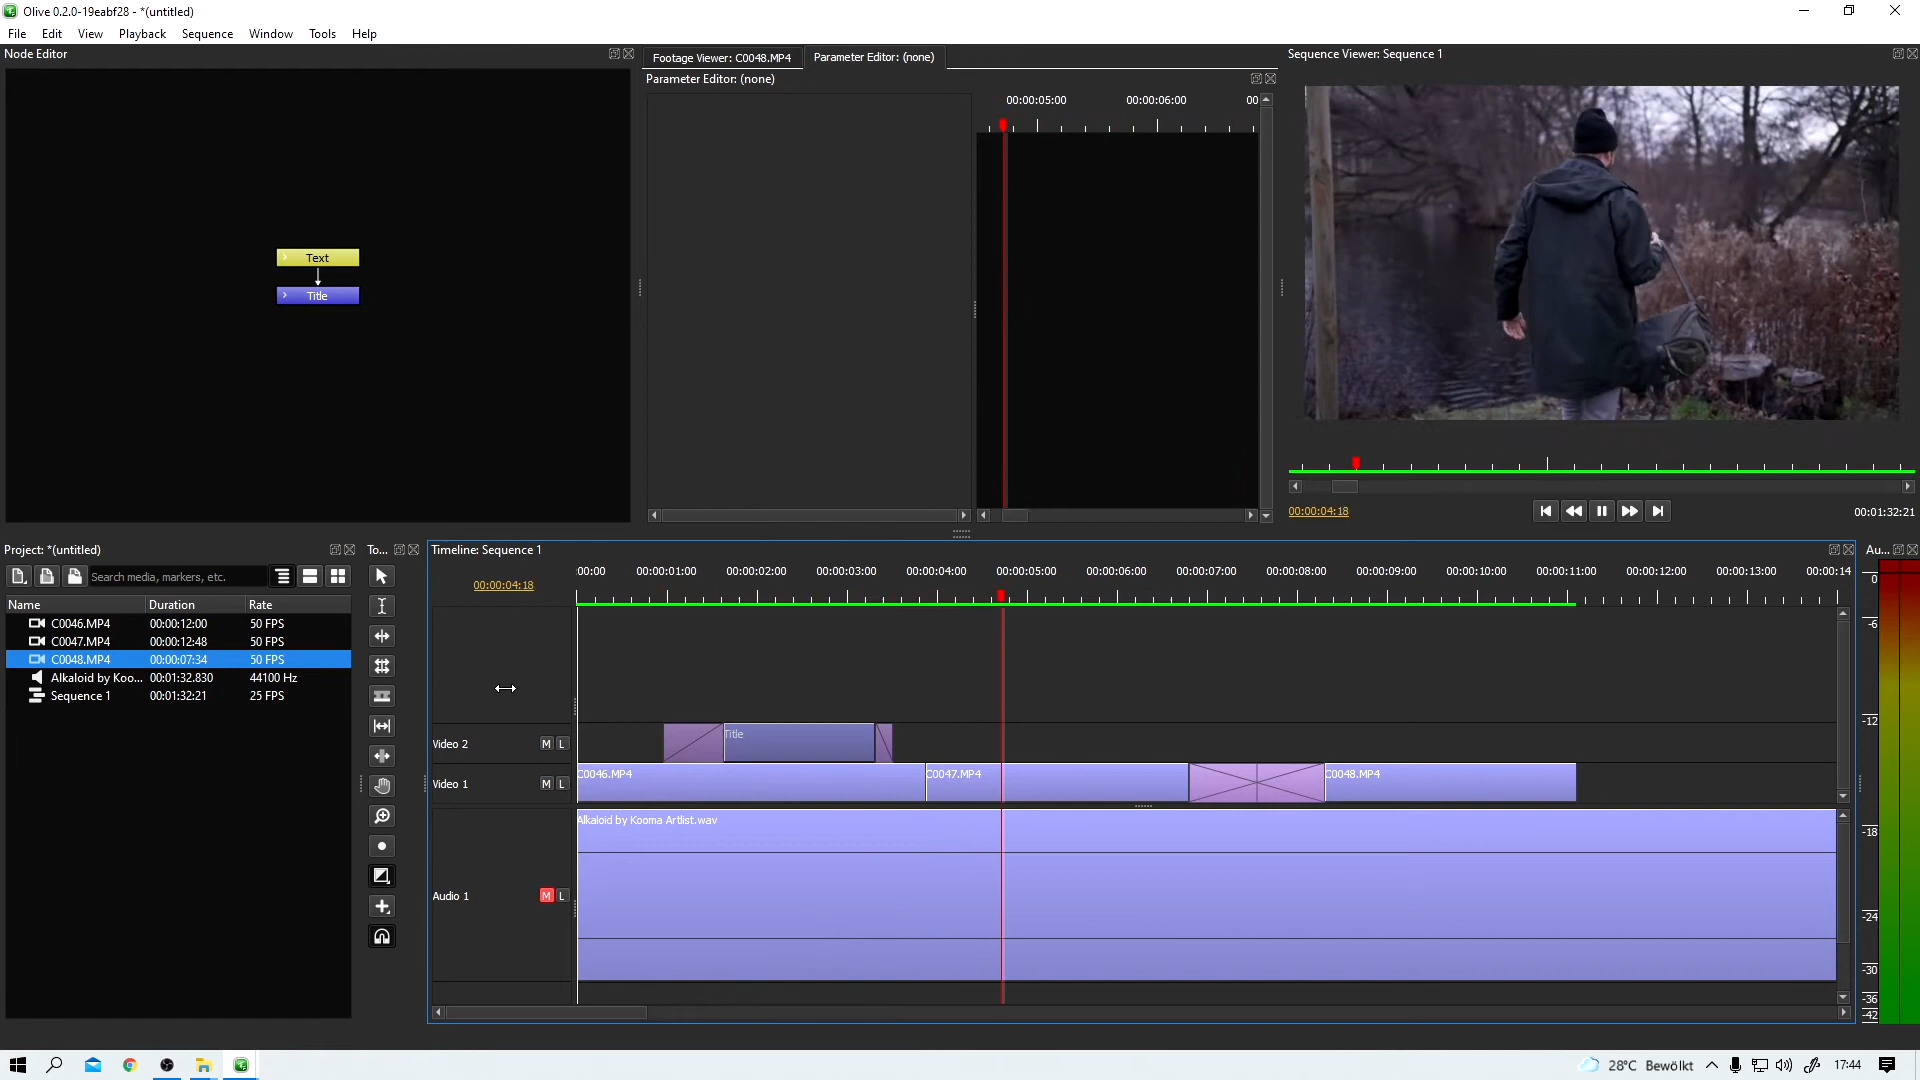 Olive 0.2.0-19eabf28 - *(untitled)
File Edit View Playback Sequence Window Tools Help
Node Editor
Footage Viewer: C0048.MP4
Parameter Editor: (none)
Sequence Viewer: Sequence 1
Parameter Editor: (none)
00:00:05:00 00:00:06:00 00
Text
Title
00:00:04:18
00:01:32:21
Project: *(untitled)
To...
Timeline: Sequence 1
Au...
Search media, markers, etc.
00:00:04:18
:00:00 00:00:01:00 00:00:02:00 00:00:03:00 00:00:04:00 00:00:05:00 00:00:06:00 00:00:07:00 00:00:08:00 00:00:09:00 00:00:10:00 00:00:11:00 00:00:12:00 00:00:13:00 00:00:14
Name Duration Rate
C0046.MP4 00:00:12:00 50 FPS
C0047.MP4 00:00:12:48 50 FPS
C0048.MP4 00:00:07:34 50 FPS
Alkaloid by Koo... 00:01:32.830 44100 Hz
Sequence 1 00:01:32:21 25 FPS
Video 2 M L
Title
Video 1 M L
C0046.MP4 C0047.MP4 C0048.MP4
Alkaloid by Kooma Artlist.wav
Audio 1 M L
0
-6
-12
-18
-24
-30
-36
-42
28°C Bewölkt
17:44